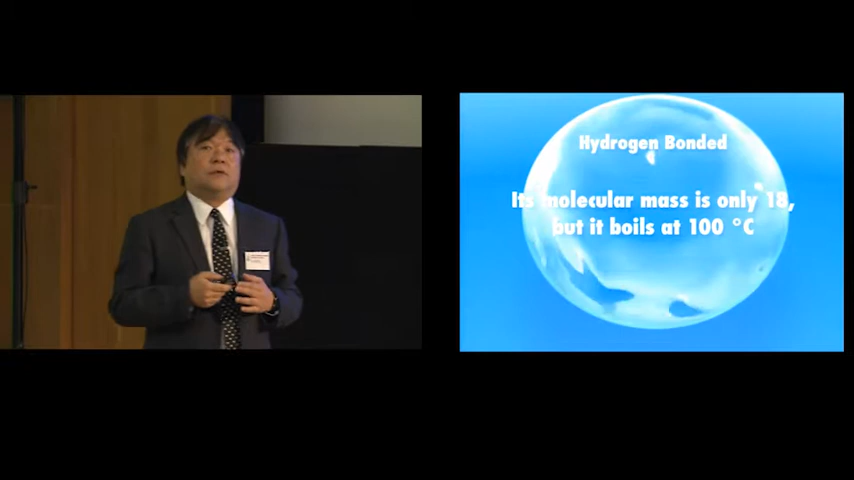 Hydrogen Bonded
Its molecular mass is only 18,
but it boils at 100 °C